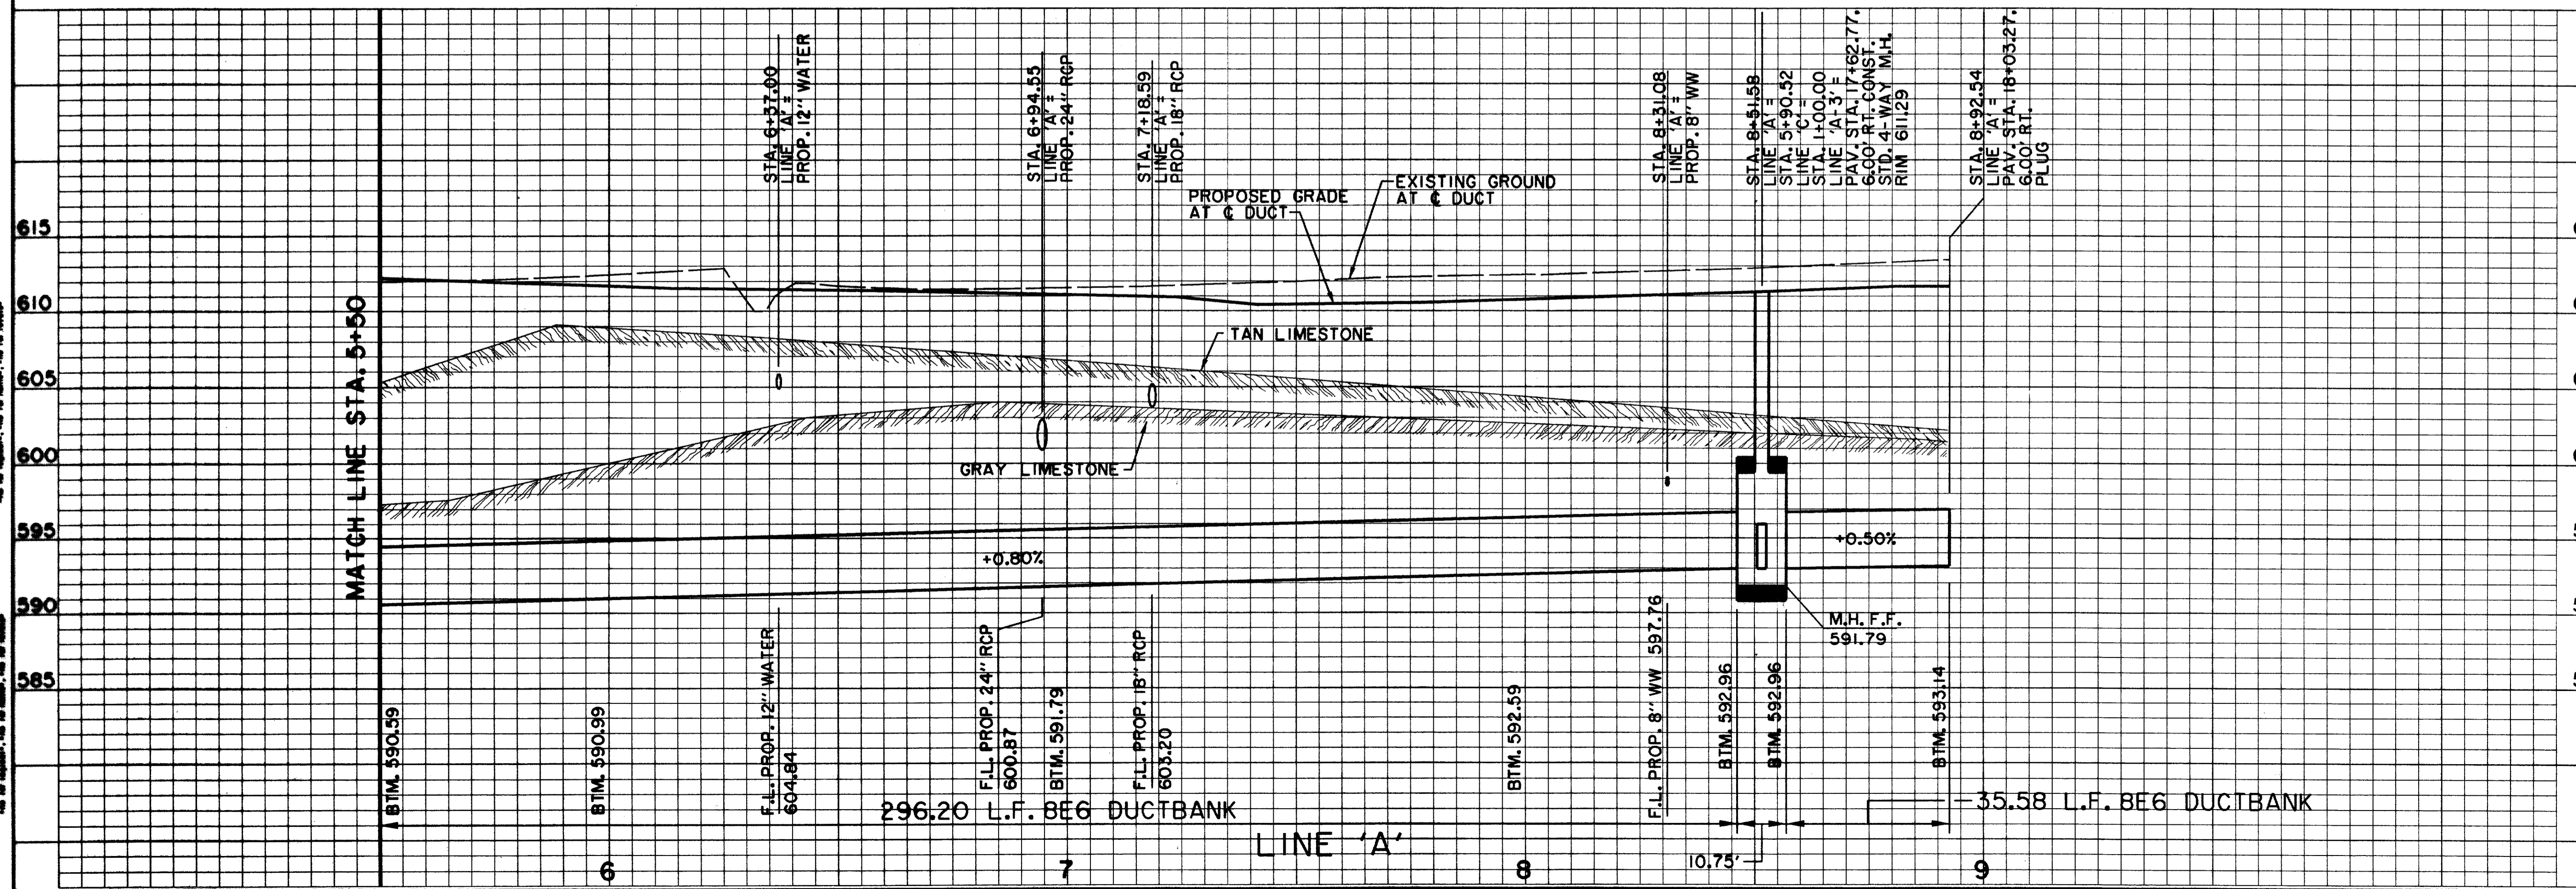 STA. 6+37.00
LINE 'A' =
PROP. 12" WATER
STA. 6+94.55
LINE 'A' =
PROP. 24" RCP
STA. 7+18.59
LINE 'A' =
PROP. 18" RCP
STA. 8+31.08
LINE 'A' =
PROP. 8" WW
STA. 8+51.58
LINE 'A' =
STA. 5+90.52
LINE 'C' =
STA. 1+00.00
LINE 'A-3' =
PAV. STA. 17+62.77,
6.00' RT. CONST.
STD. 4-WAY M.H.
RIM 611.29
STA. 8+92.54
LINE 'A' =
PAV. STA. 18+03.27,
6.00' RT.
PLUG
PROPOSED GRADE
AT ℄ DUCT
EXISTING GROUND
AT ℄ DUCT
615
610
605
600
595
590
585
MATCH LINE STA. 5+50
TAN LIMESTONE
GRAY LIMESTONE
+0.80%
+0.50%
M.H. F.F.
591.79
BTM. 590.59
BTM. 590.99
F.L. PROP. 12" WATER
604.84
F.L. PROP. 24" RCP
600.87
BTM. 591.79
F.L. PROP. 18" RCP
603.20
BTM. 592.59
F.L. PROP. 8" WW 597.76
BTM. 592.96
BTM. 592.96
BTM. 593.14
296.20 L.F. 8E6 DUCTBANK
35.58 L.F. 8E6 DUCTBANK
LINE 'A'
10.75'
6
7
8
9